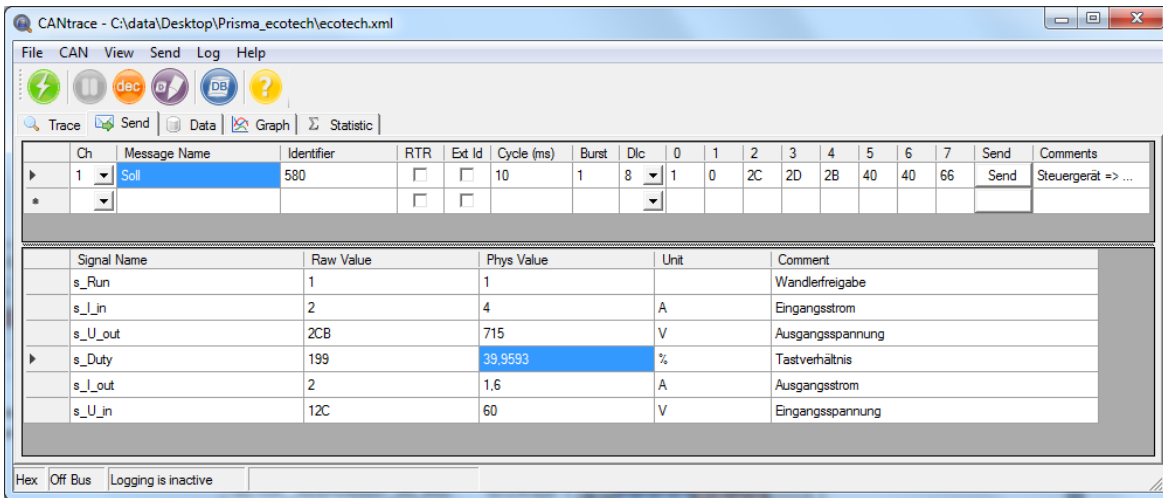 CANtrace - C:\data\Desktop\Prisma_ecotech\ecotech.xml
File CAN View Send Log Help
dec D DB ?
Trace Send Data Graph Σ Statistic
Ch Message Name Identifier RTR Ext Id Cycle (ms) Burst Dlc 0 1 2 3 4 5 6 7 Send Comments
1 Soll 580 10 1 8 1 0 2C 2D 2B 40 40 66 Send Steuergerät => ...
Signal Name Raw Value Phys Value Unit Comment
s_Run 1 1 Wandlerfreigabe
s_I_in 2 4 A Eingangsstrom
s_U_out 2CB 715 V Ausgangsspannung
s_Duty 199 39,9593 % Tastverhältnis
s_I_out 2 1,6 A Ausgangsstrom
s_U_in 12C 60 V Eingangsspannung
Hex Off Bus Logging is inactive